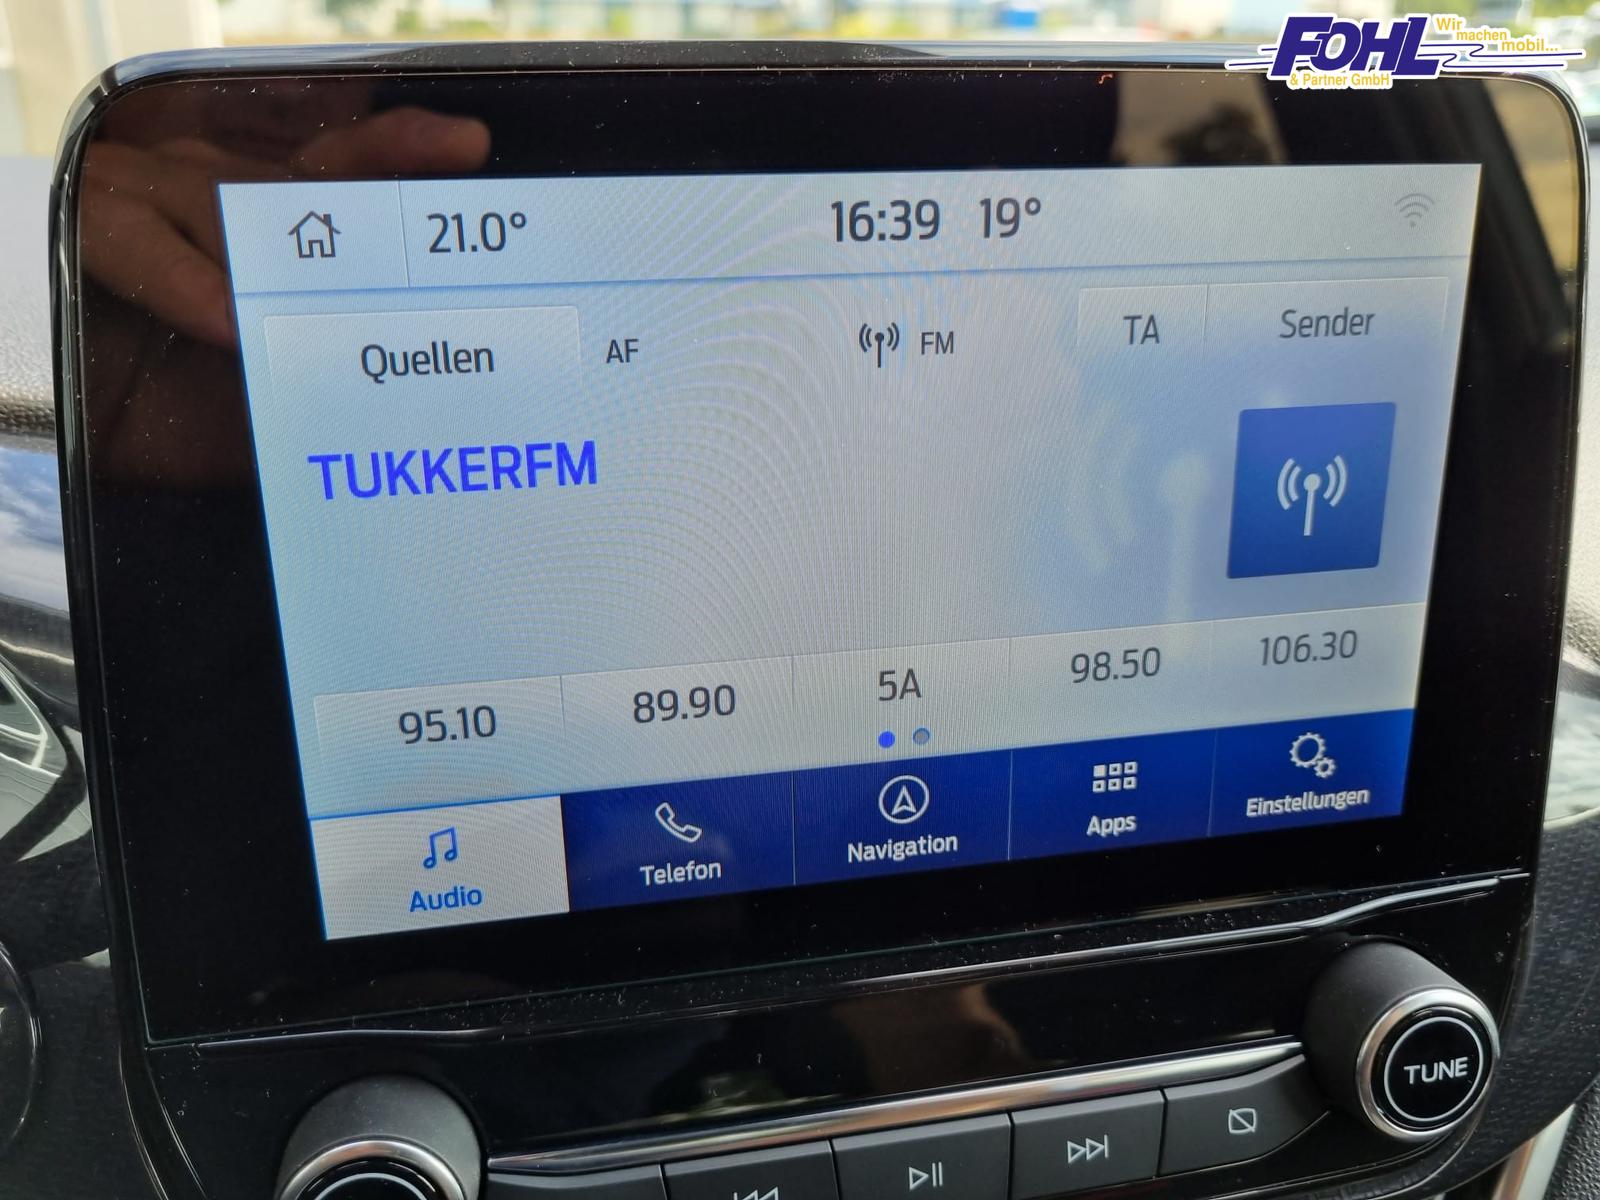 FOHL Wir machen mobil...
& Partner GmbH
21.0° 16:39 19°
Quellen AF FM TA Sender
TUKKERFM
95.10 89.90 5A 98.50 106.30
Audio Telefon Navigation Apps Einstellungen
TUNE